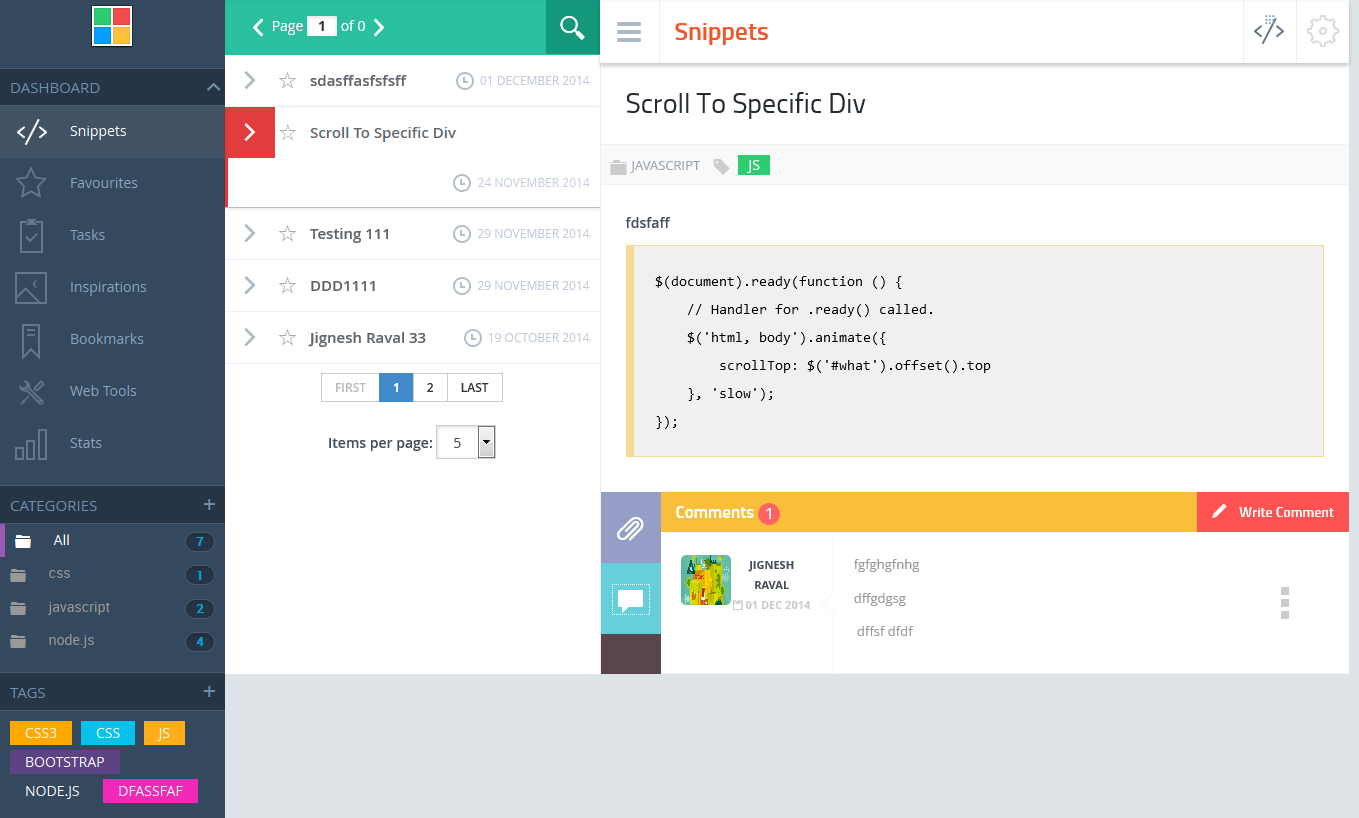 DASHBOARD
Snippets
Favourites
Tasks
Inspirations
Bookmarks
Web Tools
Stats
CATEGORIES +
All 7
css 1
javascript 2
node.js 4
TAGS +
CSS3 CSS JS
BOOTSTRAP
NODE.JS DFASSFAF
Page 1 of 0
sdasffasfsfsff 01 DECEMBER 2014
Scroll To Specific Div
24 NOVEMBER 2014
Testing 111 29 NOVEMBER 2014
DDD1111 29 NOVEMBER 2014
Jignesh Raval 33 19 OCTOBER 2014
FIRST 1 2 LAST
Items per page: 5
Snippets
Scroll To Specific Div
JAVASCRIPT JS
fdsfaff
$(document).ready(function () {
// Handler for .ready() called.
$('html, body').animate({
scrollTop: $('#what').offset().top
}, 'slow');
});
Comments 1 Write Comment
JIGNESH
RAVAL
01 DEC 2014
fgfghgfnhg
dffgdgsg
dffsf dfdf